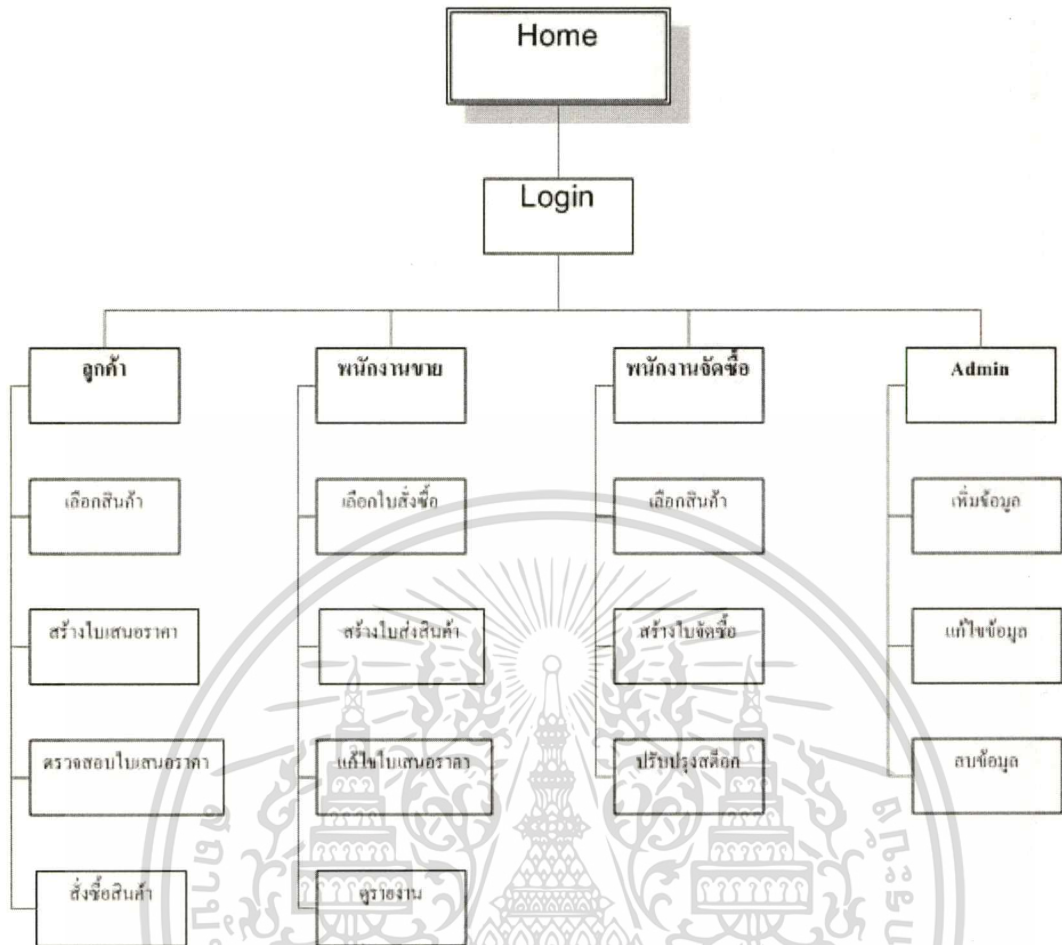 Home
Login
ลูกค้า
พนักงานขาย
พนักงานจัดซื้อ
Admin
เลือกสินค้า
เลือกใบสั่งซื้อ
เลือกสินค้า
เพิ่มข้อมูล
สร้างใบเสนอราคา
สร้างใบส่งสินค้า
สร้างใบจัดซื้อ
แก้ไขข้อมูล
ตรวจสอบใบเสนอราคา
แก้ไขใบเสนอราคา
ปรับปรุงสต๊อก
ลบข้อมูล
สั่งซื้อสินค้า
ดูรายงาน